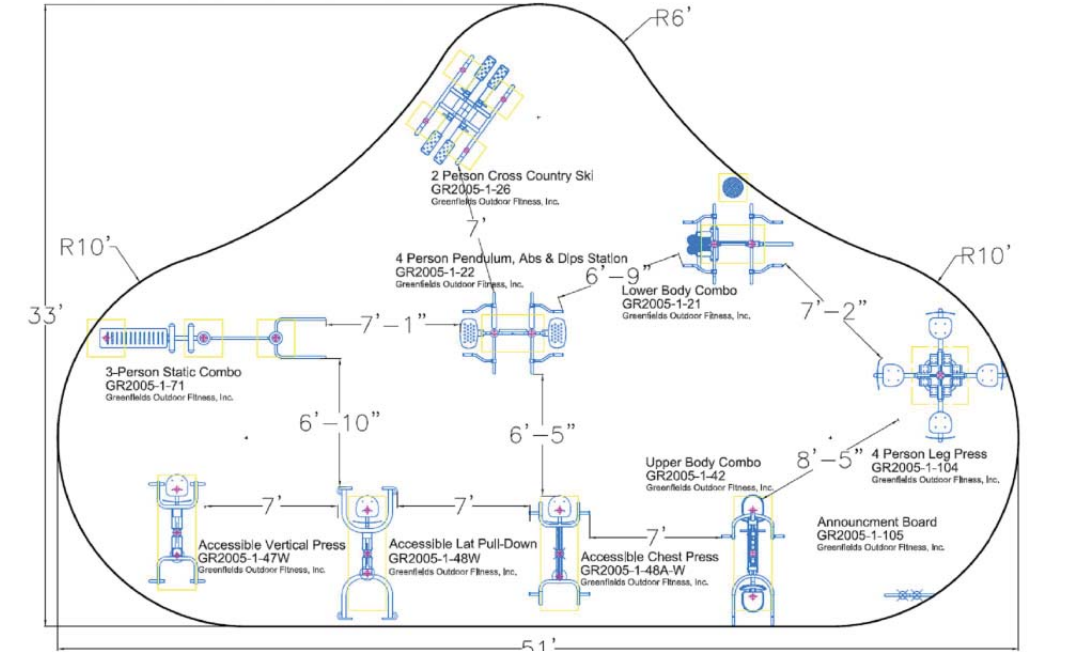 R6'
2 Person Cross Country Ski
GR2005-1-26
Greenfields Outdoor Fitness, Inc.
7'
R10'
R10'
4 Person Pendulum, Abs & Dips Station
GR2005-1-22
Greenfields Outdoor Fitness, Inc.
6'-9"
Lower Body Combo
GR2005-1-21
Greenfields Outdoor Fitness, Inc.
7'-2"
33'
7'-1"
3-Person Static Combo
GR2005-1-71
Greenfields Outdoor Fitness, Inc.
6'-10"
6'-5"
8'-5"
4 Person Leg Press
GR2005-1-104
Greenfields Outdoor Fitness, Inc.
Upper Body Combo
GR2005-1-42
Greenfields Outdoor Fitness, Inc.
7'
7'
7'
Announcment Board
GR2005-1-105
Greenfields Outdoor Fitness, Inc.
Accessible Vertical Press
GR2005-1-47W
Greenfields Outdoor Fitness, Inc.
Accessible Lat Pull-Down
GR2005-1-48W
Greenfields Outdoor Fitness, Inc.
Accessible Chest Press
GR2005-1-48A-W
Greenfields Outdoor Fitness, Inc.
51'